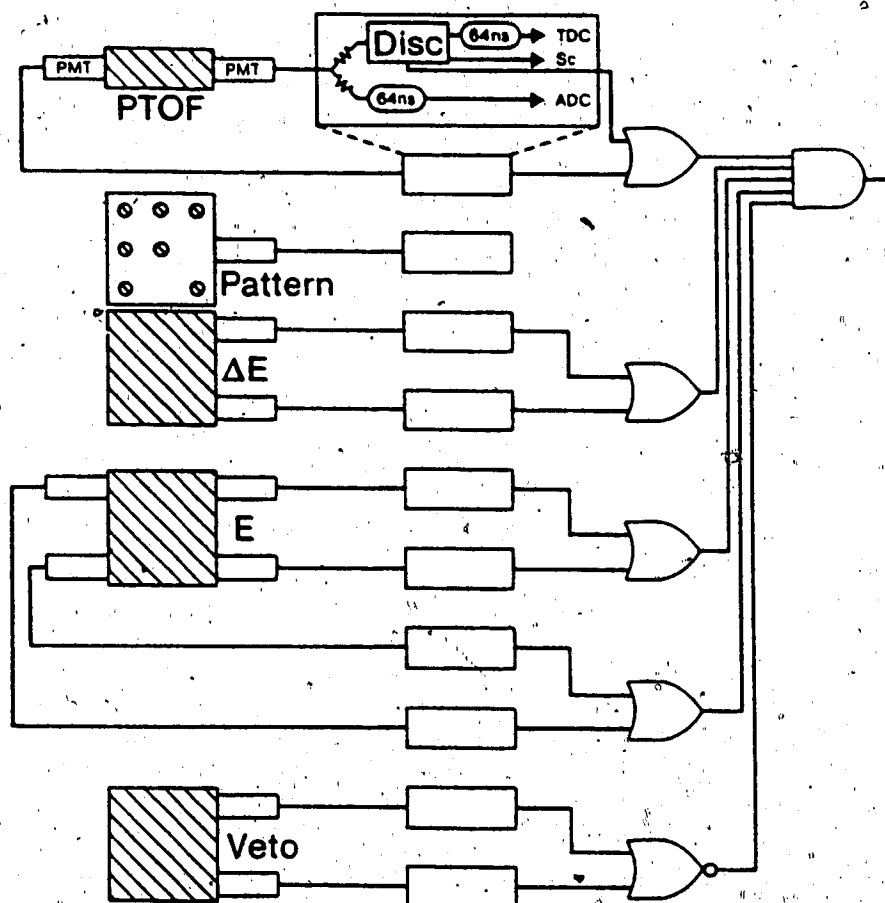 64ns TDC
Disc
Sc
PMT PMT
64ns ADC
PTOF
Pattern
ΔE
E
Veto